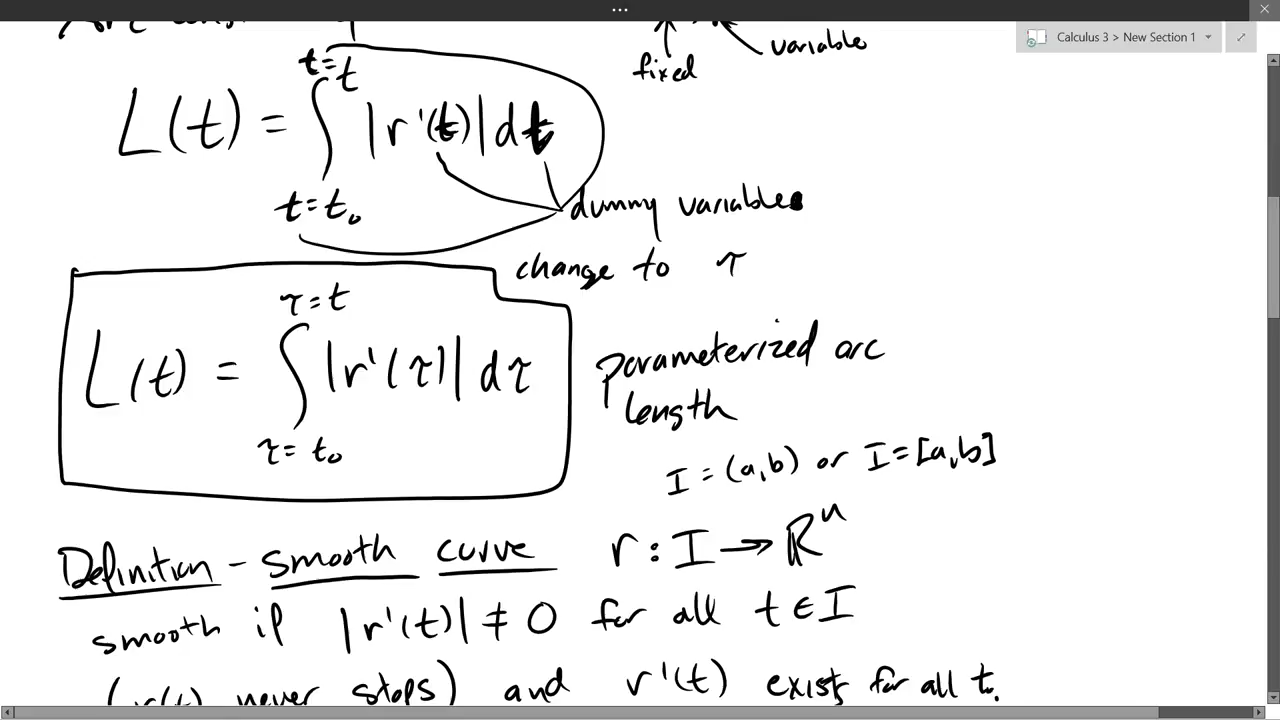 Calculus 3 > New Section 1
variable
fixed
t=t
L(t) = ∫ |r'(t)| dt
t=t₀
dummy variables
change to τ
τ=t
L(t) = ∫ |r'(τ)| dτ
τ=t₀
parameterized arc
length
I=(a,b) or I=[a,b]
Definition - smooth curve r: I→ℝⁿ
smooth if |r'(t)| ≠ 0 for all t∈I
(r(t) never stops) and r'(t) exists for all t.